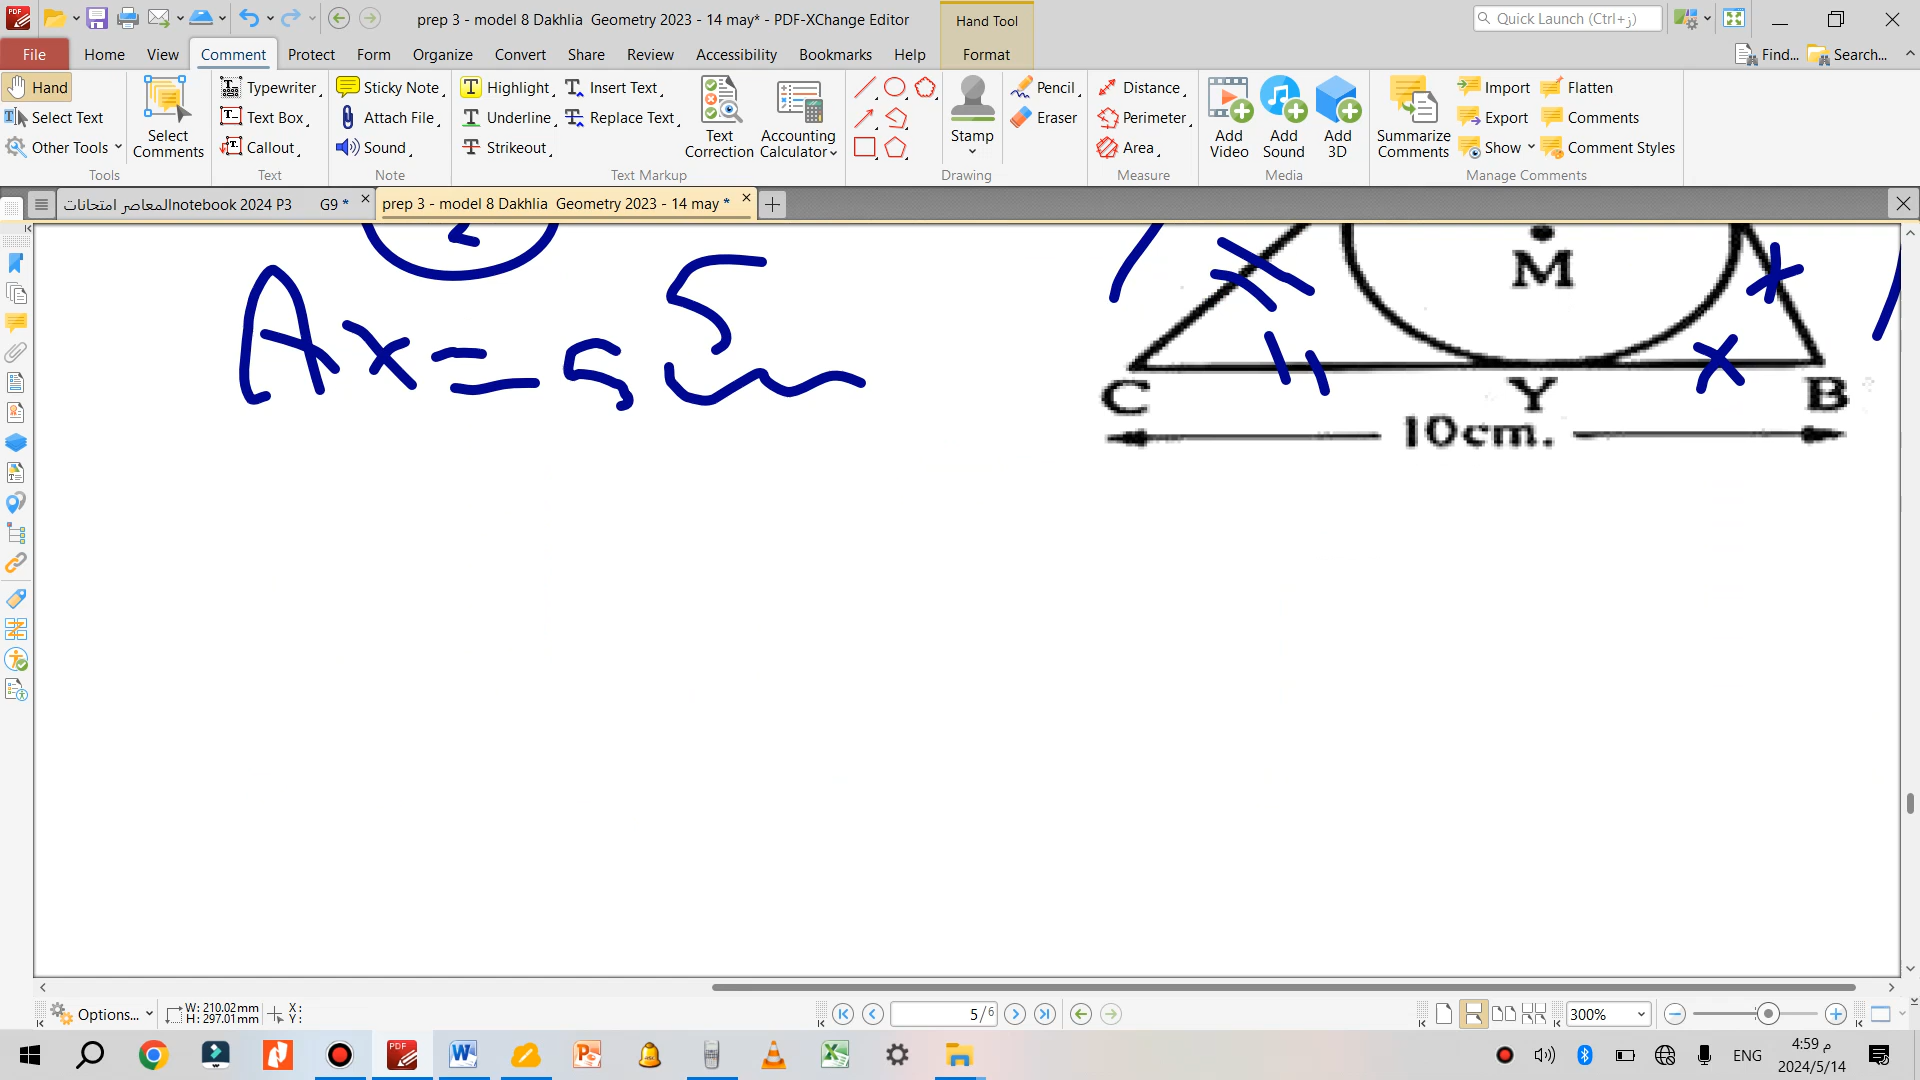 prep 3 - model 8 Dakhlia Geometry 2023 - 14 may* - PDF-XChange Editor
Hand Tool
Quick Launch (Ctrl+ز)
File Home View Comment Protect Form Organize Convert Share Review Accessibility Bookmarks Help Format Find... Search...
Hand
Select Text
Other Tools
Select Comments
Tools
Typewriter
Text Box
Callout
Text
Sticky Note
Attach File
Sound
Note
Highlight
Underline
Strikeout
Insert Text
Replace Text
Text Correction
Accounting Calculator
Text Markup
Drawing
Stamp
Pencil
Eraser
Distance
Perimeter
Area
Measure
Add Video
Add Sound
Add 3D
Media
Summarize Comments
Import
Export
Show
Flatten
Comments
Comment Styles
Manage Comments
المعاصر امتحاناتnotebook 2024 P3 G9 *
prep 3 - model 8 Dakhlia Geometry 2023 - 14 may *
2
Ax = 5
M
C Y B
10cm.
Options...
W: 210.02mm
H: 297.01mm
X:
Y:
5/6
300%
ENG
4:59 م
2024/5/14